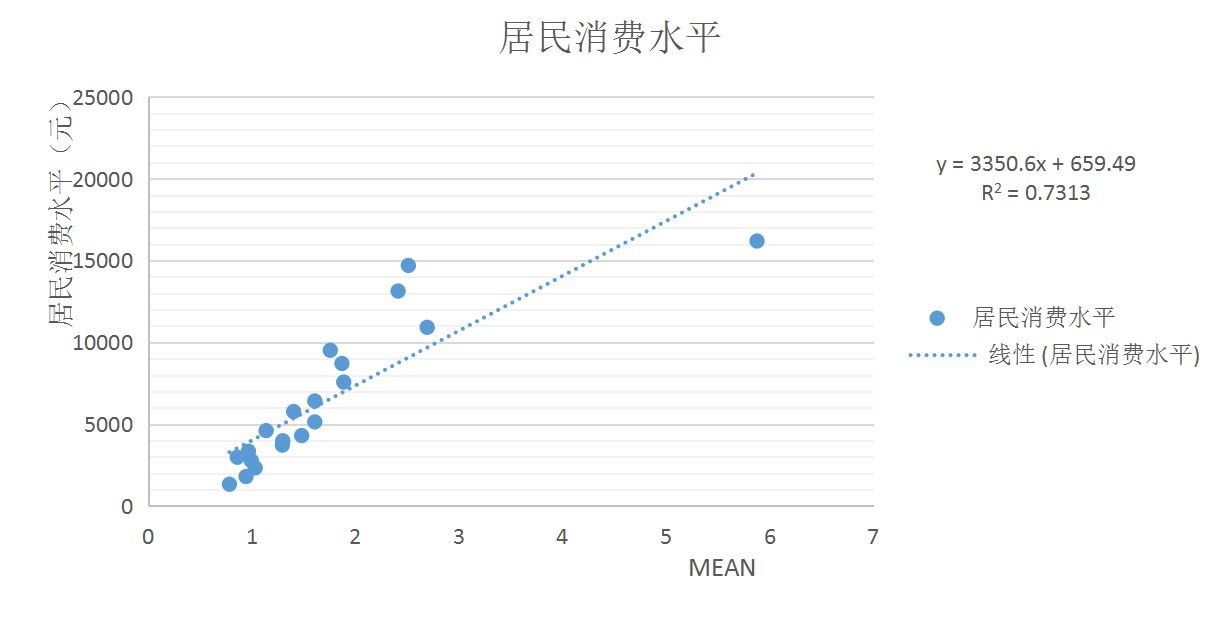 居民消费水平
居民消费水平（元）
25000
20000
15000
10000
5000
0
0 1 2 3 4 5 6 7
MEAN
y = 3350.6x + 659.49
R² = 0.7313
居民消费水平
线性 (居民消费水平)